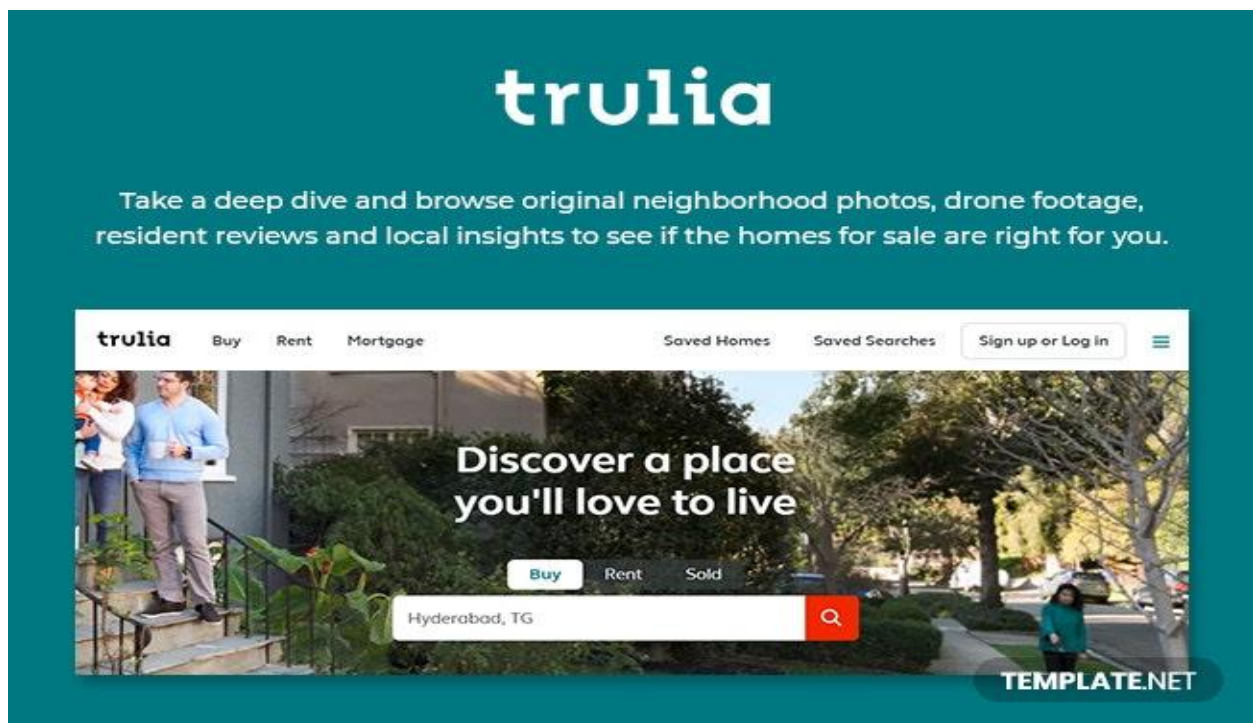 trulia
Take a deep dive and browse original neighborhood photos, drone footage,
resident reviews and local insights to see if the homes for sale are right for you.
trulia Buy Rent Mortgage Saved Homes Saved Searches Sign up or Log in
Discover a place
you'll love to live
Buy Rent Sold
Hyderabad, TG
TEMPLATE.NET